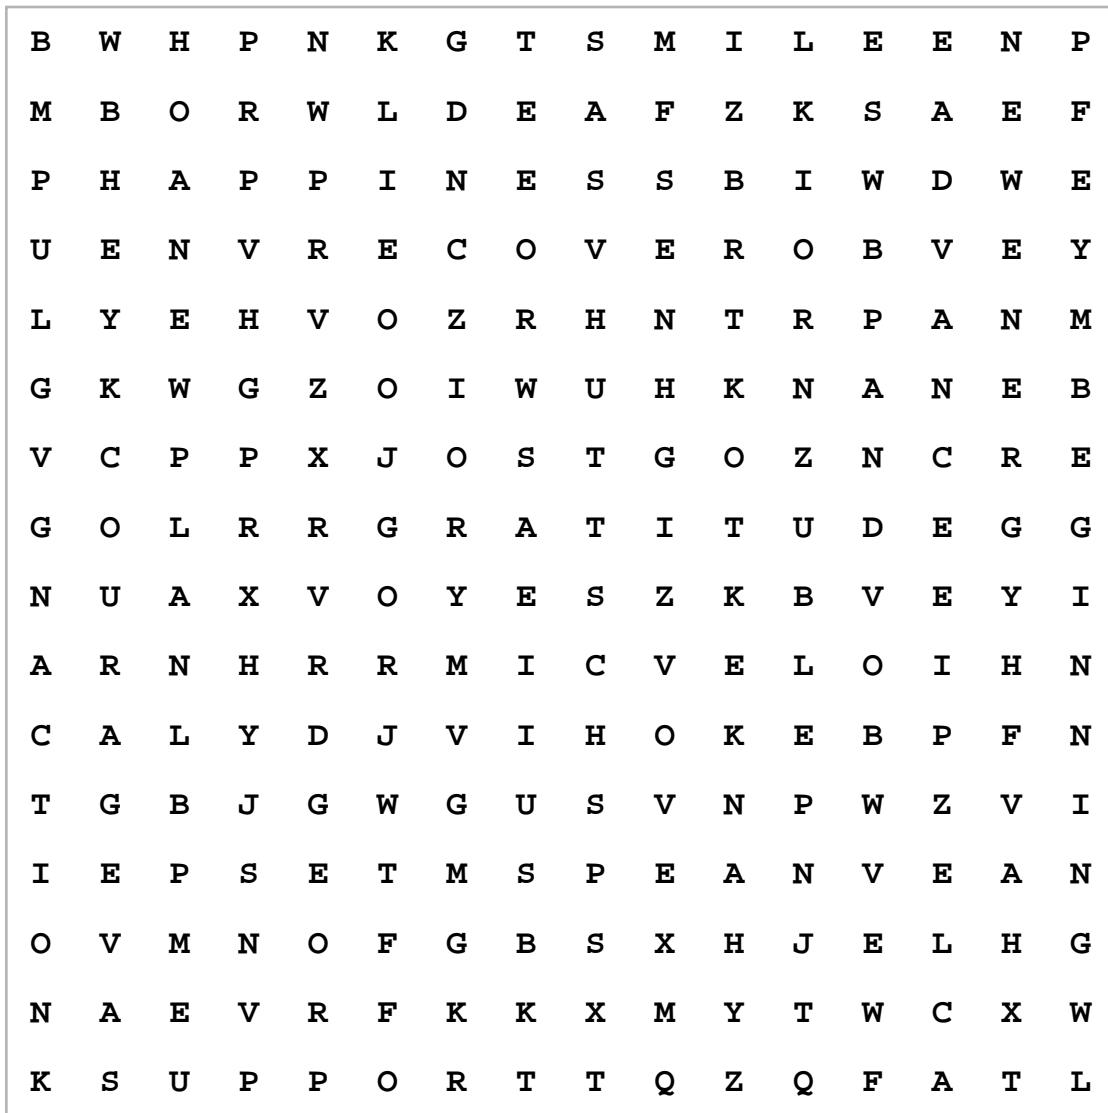 B W H P N K G T S M I L E E N P
M B O R W L D E A F Z K S A E F
P H A P P I N E S S B I W D W E
U E N V R E C O V E R O B V E Y
L Y E H V O Z R H N T R P A N M
G K W G Z O I W U H K N A N E B
V C P P X J O S T G O Z N C R E
G O L R R G R A T I T U D E G G
N U A X V O Y E S Z K B V E Y I
A R N H R R M I C V E L O I H N
C A L Y D J V I H O K E B P F N
T G B J G W G U S V N P W Z V I
I E P S E T M S P E A N V E A N
O V M N O F G B S X H J E L H G
N A E V R F K K X M Y T W C X W
K S U P P O R T T Q Z Q F A T L